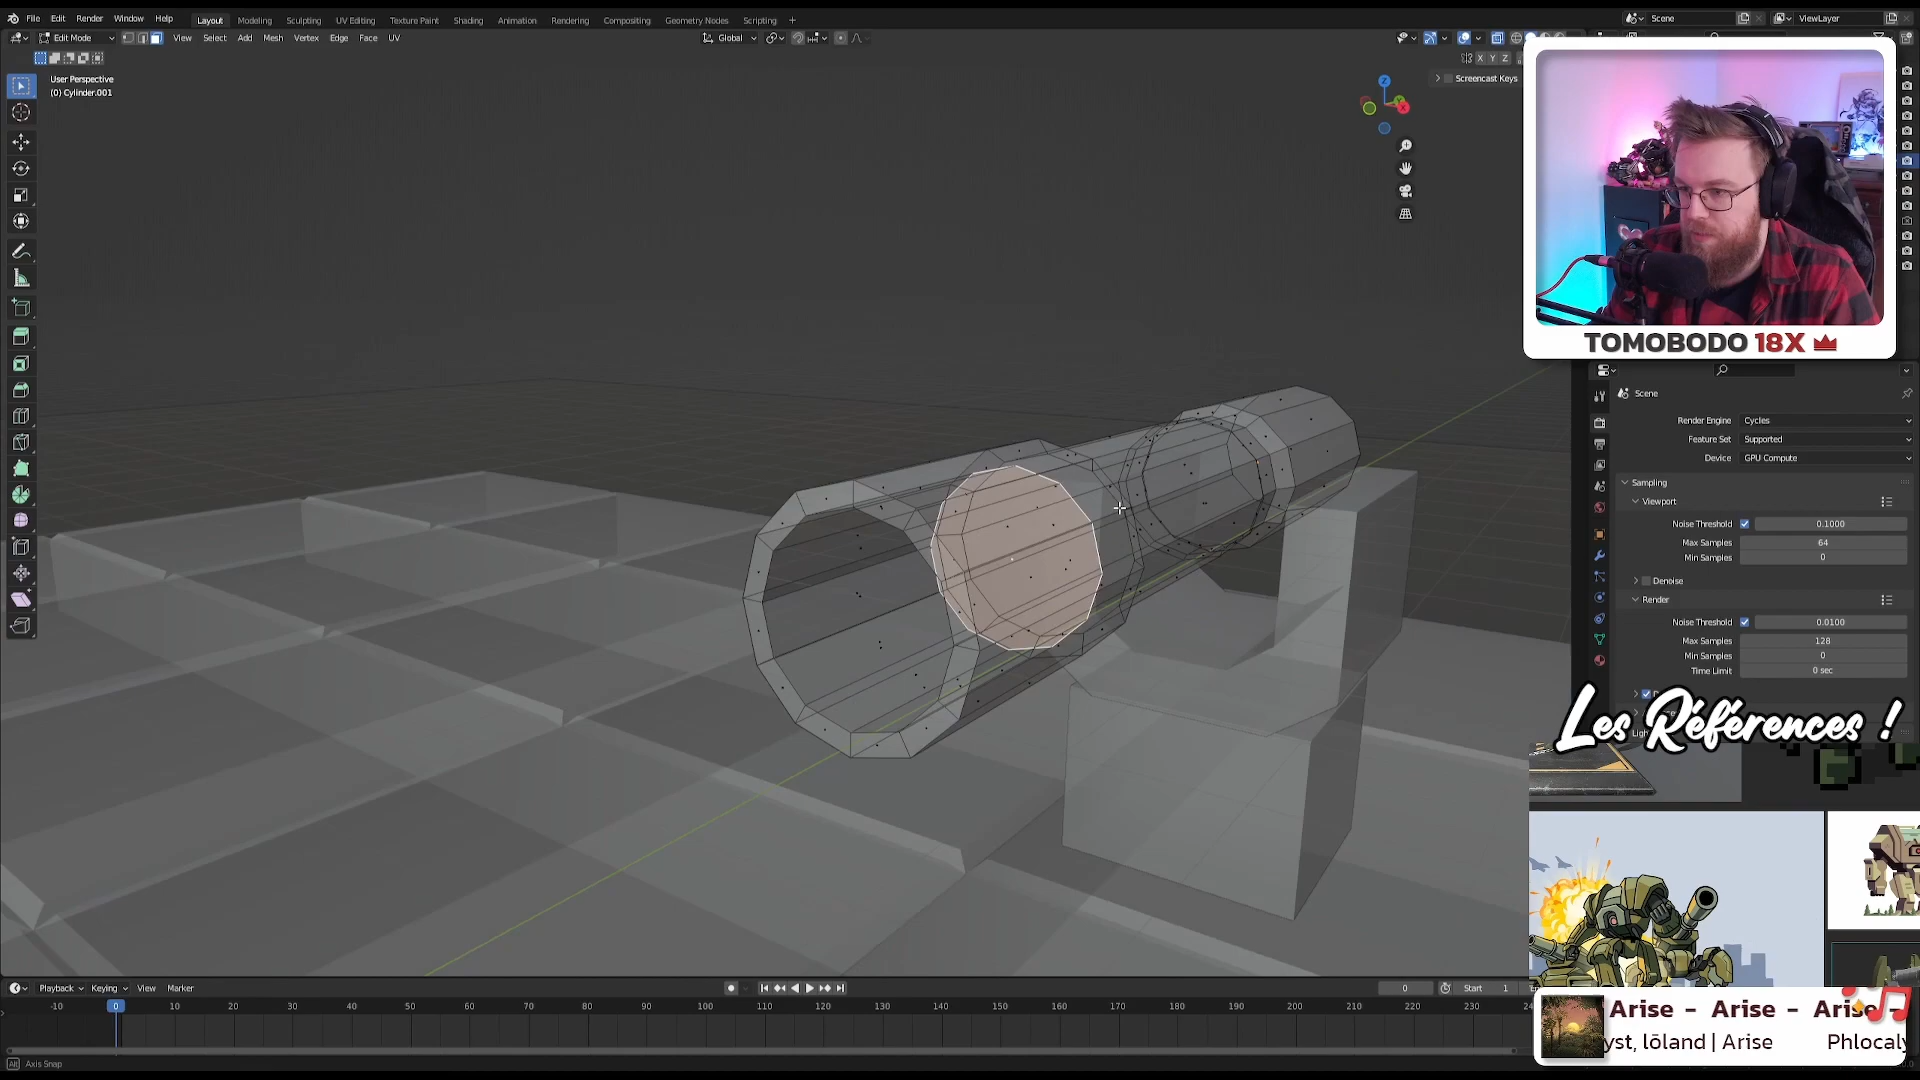 File Edit Render Window Help
Layout Modeling Sculpting UV Editing Texture Paint Shading Animation Rendering Compositing Geometry Nodes Scripting +
Scene
ViewLayer
Edit Mode
View Select Add Mesh Vertex Edge Face UV
Global
X Y Z
User Perspective
(0) Cylinder.001
Screencast Keys
Z
X
TOMOBODO 18X
Scene
Render Engine Cycles
Feature Set Supported
Device GPU Compute
Sampling
Viewport
Noise Threshold 0.1000
Max Samples 64
Min Samples 0
Denoise
Render
Noise Threshold 0.0100
Max Samples 128
Min Samples 0
Time Limit 0 sec
Les Références !
Playback Keying View Marker
0
Start 1
-10 0 10 20 30 40 50 60 70 80 90 100 110 120 130 140 150 160 170 180 190 200 210 220 230
Arise - Arise - Arise -
yst, lōland | Arise Phlocaly
Alt Axis Snap